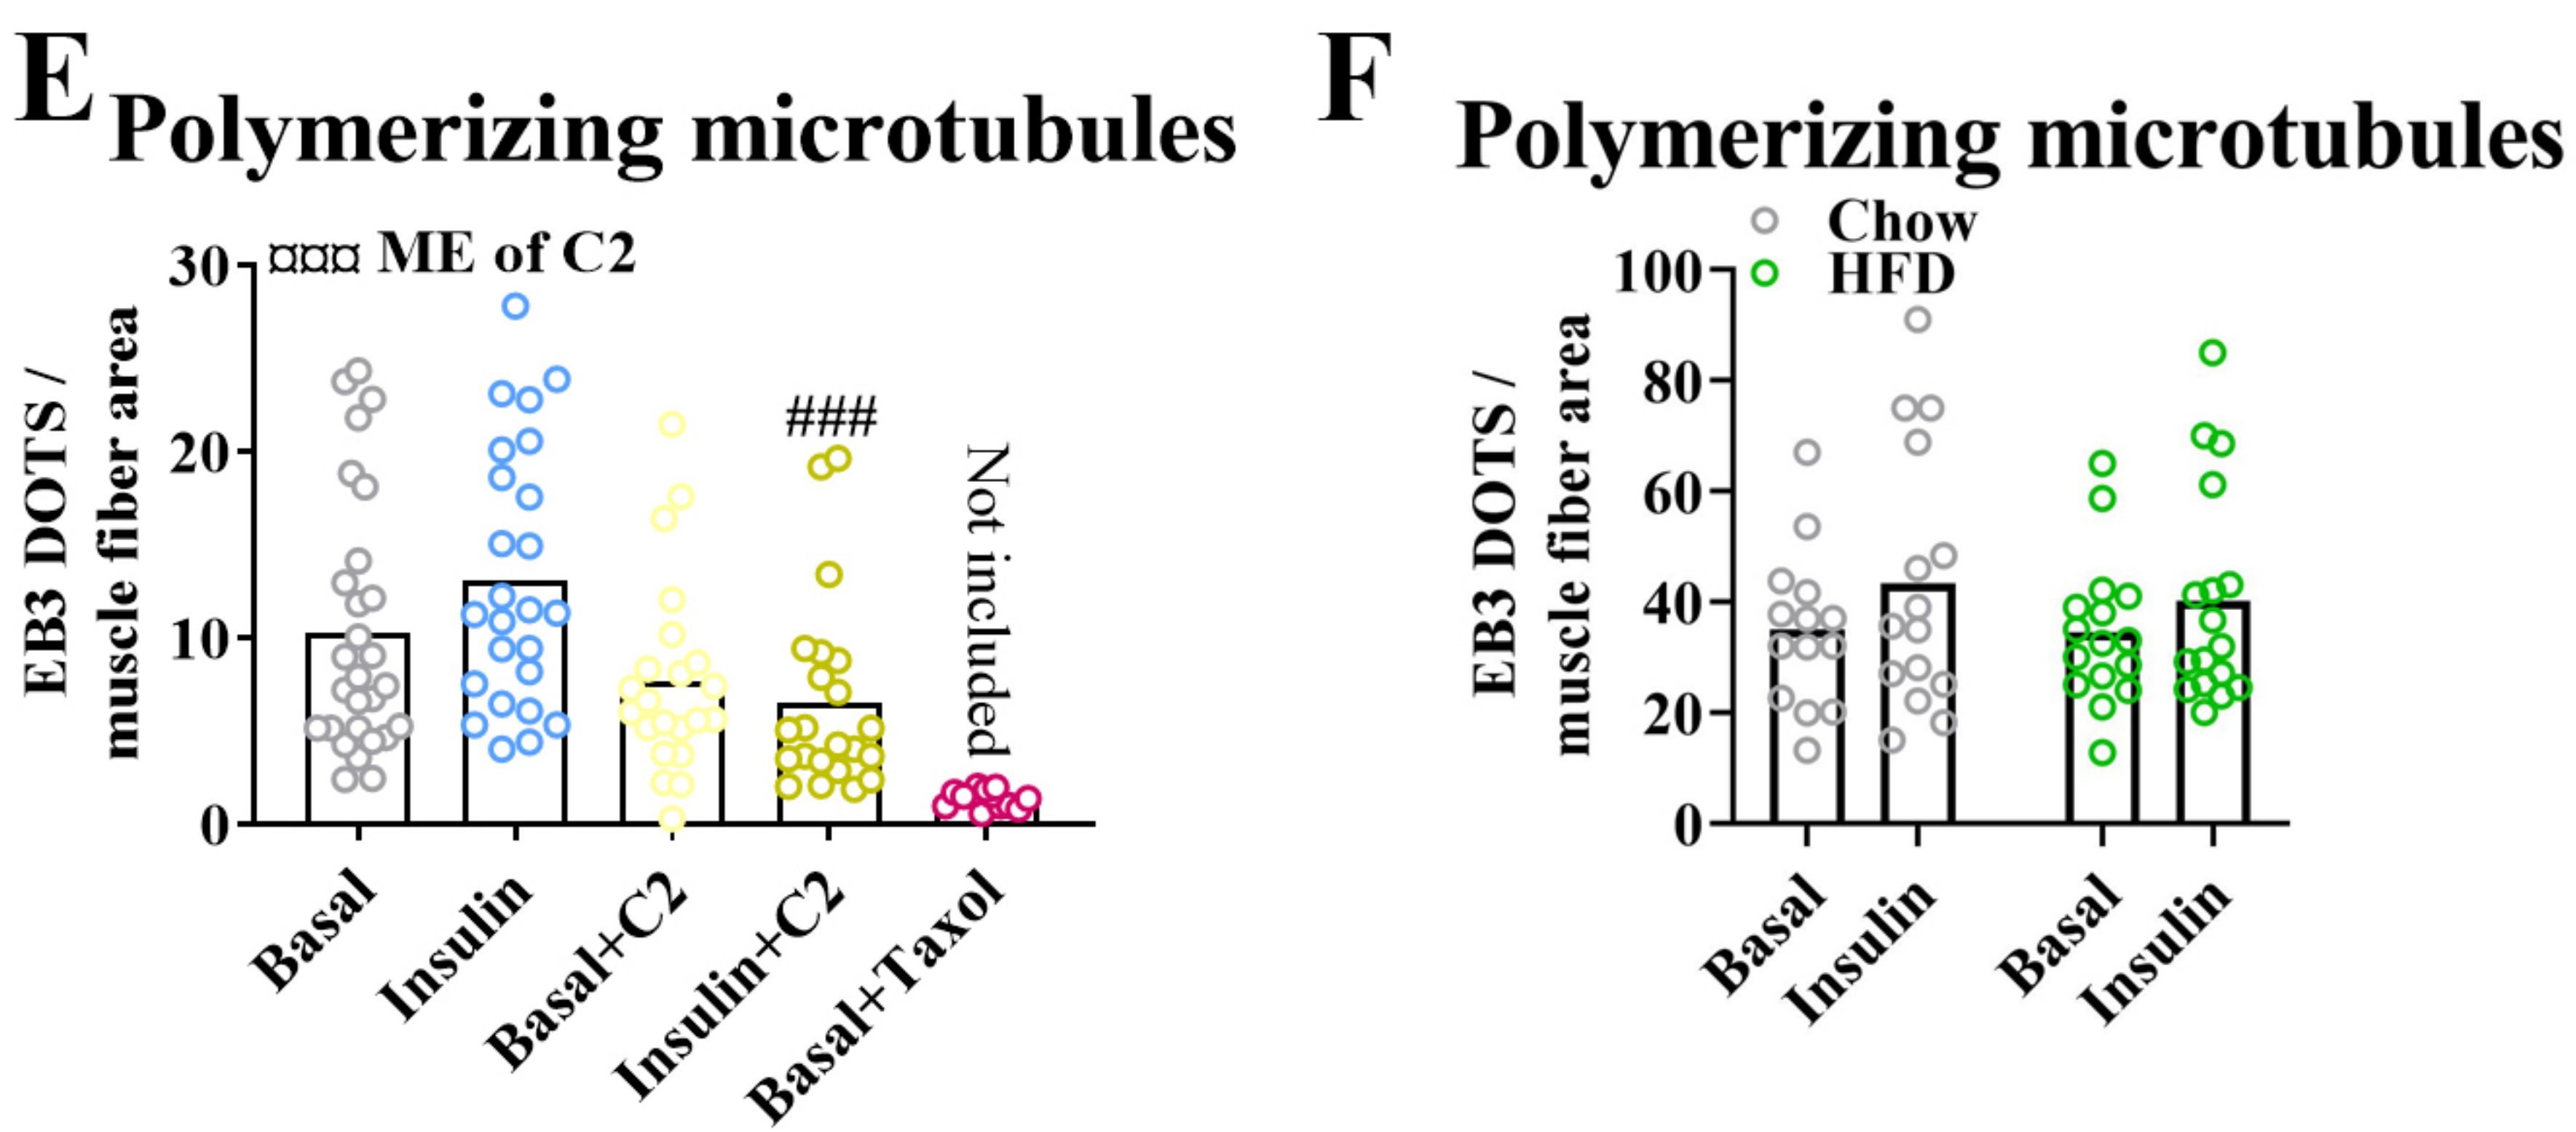 E
Polymerizing microtubules
¤¤¤ ME of C2
EB3 DOTS /
muscle fiber area
30
20
10
0
###
Not included
Basal
Insulin
Basal+C2
Insulin+C2
Basal+Taxol
F
Polymerizing microtubules
Chow
HFD
EB3 DOTS /
muscle fiber area
100
80
60
40
20
0
Basal
Insulin
Basal
Insulin